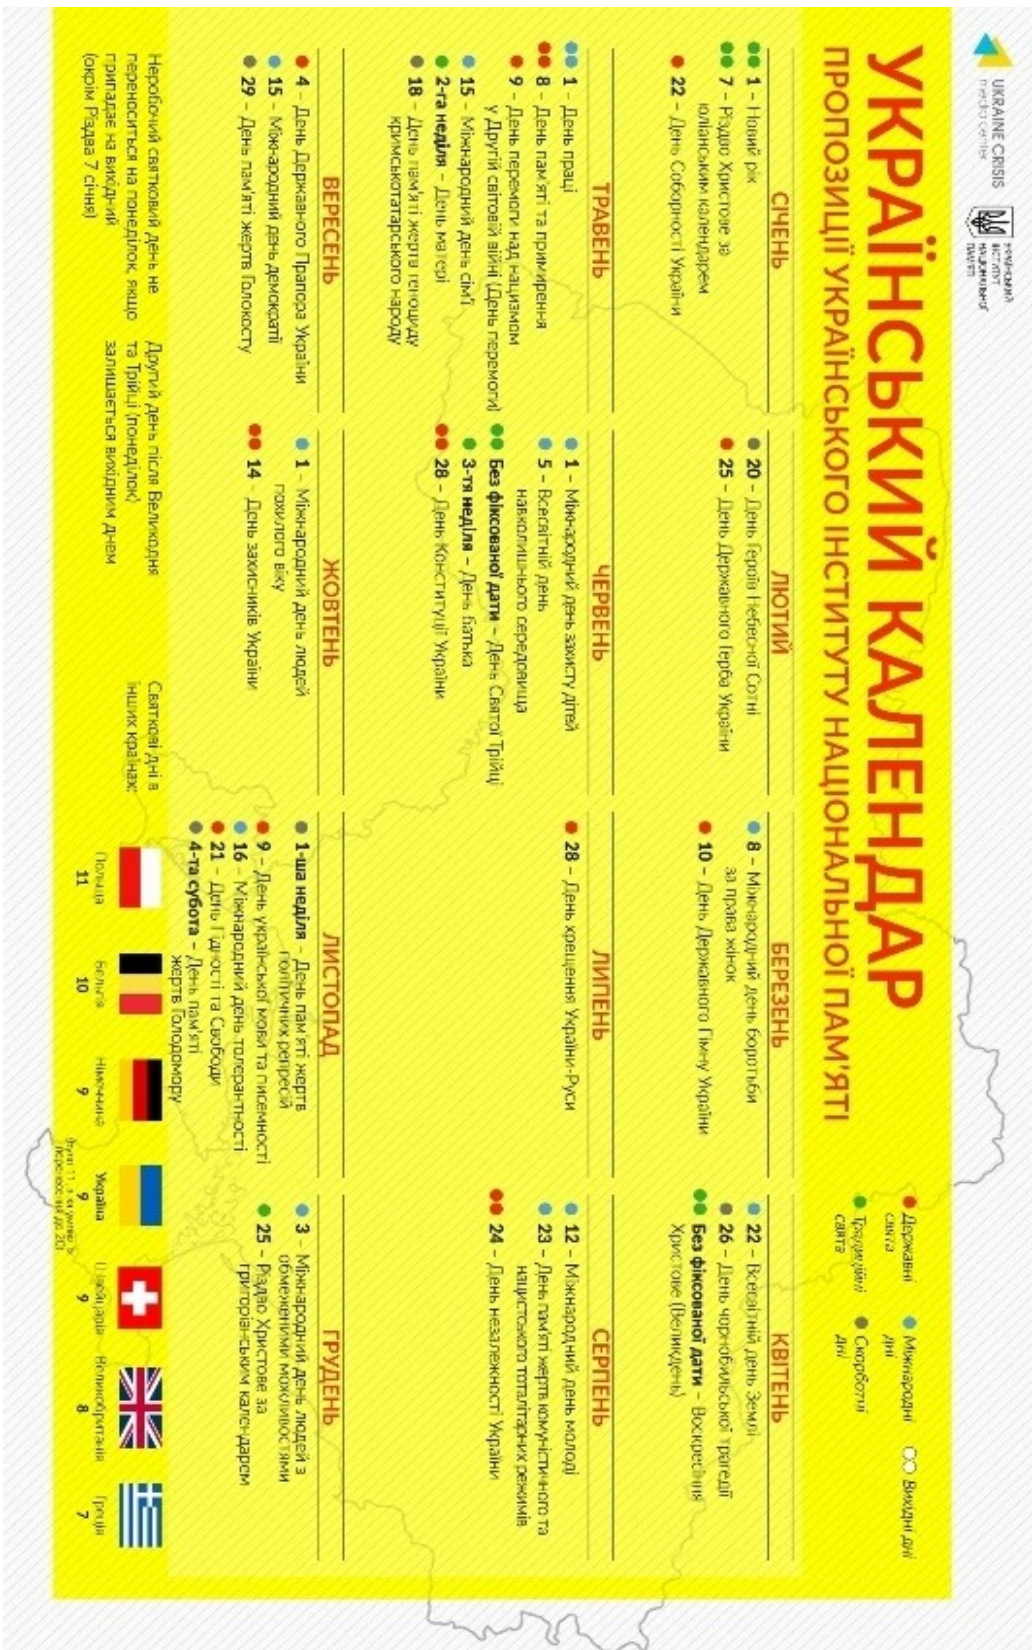 UKRAINE CRISIS
media center
УКРАЇНСЬКИЙ
ІНСТИТУТ
НАЦІОНАЛЬНОЇ
ПАМ'ЯТІ
УКРАЇНСЬКИЙ КАЛЕНДАР
ПРОПОЗИЦІЇ УКРАЇНСЬКОГО ІНСТИТУТУ НАЦІОНАЛЬНОЇ ПАМ'ЯТІ
Державні
свята
Міжнародні
дні
Вихідні дні
Традиційні
свята
Скорботні
дні
СІЧЕНЬ
1 – Новий рік
7 – Різдво Христове за
юліанським календарем
22 – День Соборності України
ЛЮТИЙ
20 – День Героїв Небесної Сотні
25 – День Державного Герба України
БЕРЕЗЕНЬ
8 – Міжнародний день боротьби
за права жінок
10 – День Державного Гімну України
КВІТЕНЬ
22 – Всесвітній день Землі
26 – День чорнобильської трагедії
Без фіксованої дати – Воскресіння
Христове (Великдень)
ТРАВЕНЬ
1 – День праці
8 – День пам'яті та примирення
9 – День перемоги над нацизмом
у Другій світовій війні (День перемоги)
15 – Міжнародний день сім'ї
2-га неділя – День матері
18 – День пам'яті жертв геноциду
кримськотатарського народу
ЧЕРВЕНЬ
1 – Міжнародний день захисту дітей
5 – Всесвітній день
навколишнього середовища
Без фіксованої дати – День Святої Трійці
3-тя неділя – День батька
28 – День Конституції України
ЛИПЕНЬ
28 – День хрещення України-Руси
СЕРПЕНЬ
12 – Міжнародний день молоді
23 – День пам'яті жертв комуністичного та
нацистського тоталітарних режимів
24 – День незалежності України
ВЕРЕСЕНЬ
4 – День Державного Прапора України
15 – Міжнародний день демократії
29 – День пам'яті жертв Голокосту
ЖОВТЕНЬ
1 – Міжнародний день людей
похилого віку
14 – День захисників України
ЛИСТОПАД
1-ша неділя – День пам'яті жертв
політичних репресій
9 – День української мови та писемності
16 – Міжнародний день толерантності
21 – День Гідності та Свободи
4-та субота – День пам'яті
жертв Голодомору
ГРУДЕНЬ
3 – Міжнародний день людей з
обмеженими можливостями
25 – Різдво Христове за
григоріанським календарем
Неробочий святковий день не
переноситься на понеділок, якщо
припадає на вихідний
(окрім Різдва 7 січня)
Другий день після Великодня
та Трійці (понеділок)
залишається вихідним днем
Святкові дні в
інших країнах:
Польща
11
Бельгія
10
Німеччина
9
Україна
9
Швейцарія
9
Великобританія
8
Греція
7